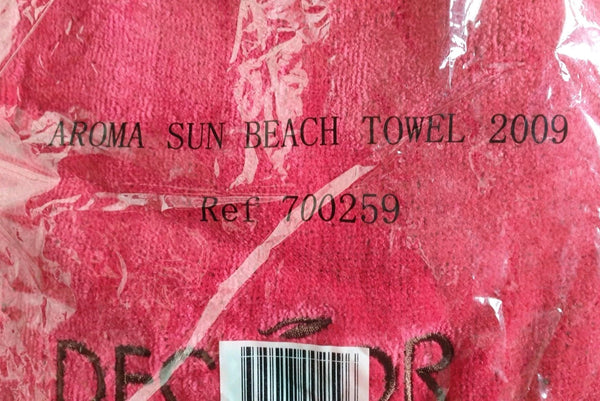 AROMA SUN BEACH TOWEL 2009
Ref 700259